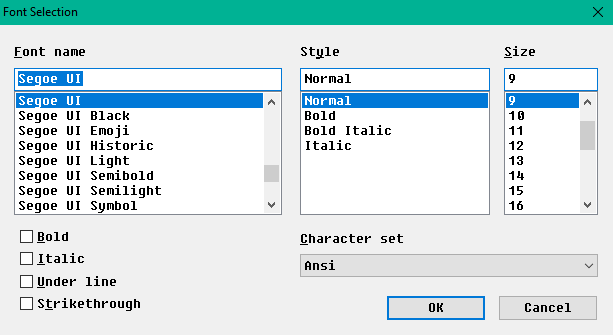 Font Selection
Font name
Style
Size
Segoe UI
Normal
9
Segoe UI
Segoe UI Black
Segoe UI Emoji
Segoe UI Historic
Segoe UI Light
Segoe UI Semibold
Segoe UI Semilight
Segoe UI Symbol
Normal
Bold
Bold Italic
Italic
9
10
11
12
13
14
15
16
Bold
Italic
Under line
Strikethrough
Character set
Ansi
OK
Cancel